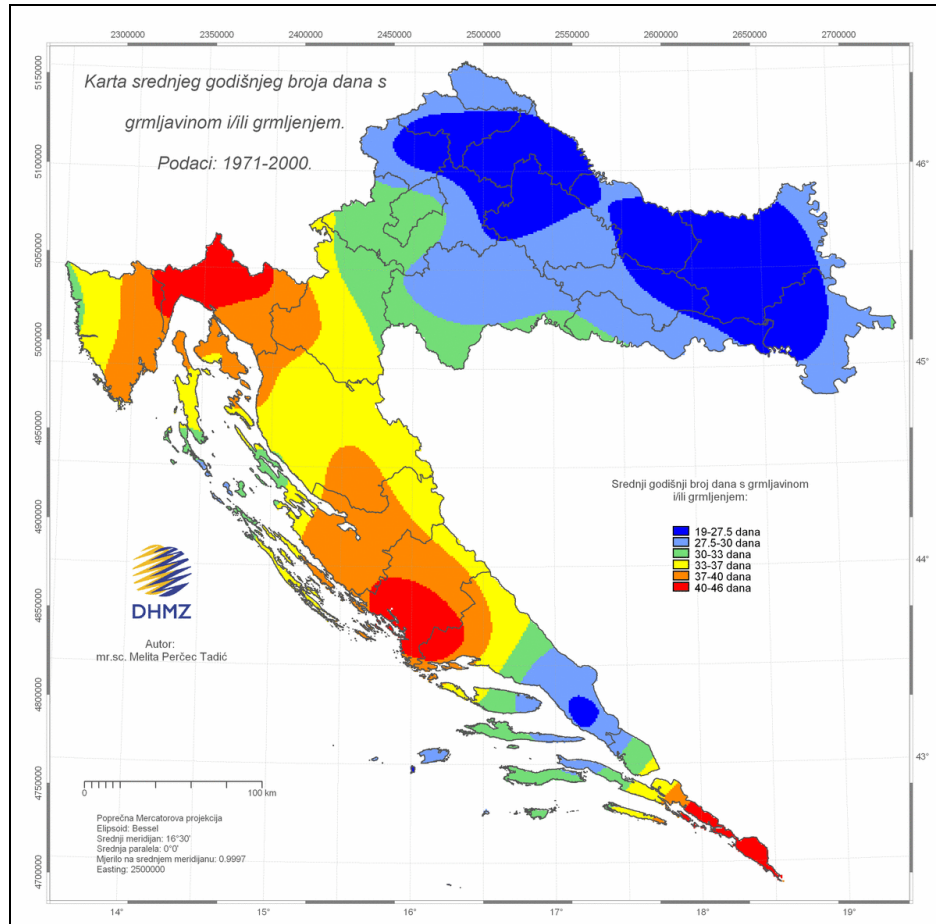 2300000 2350000 2400000 2450000 2500000 2550000 2600000 2650000 2700000
Karta srednjeg godišnjeg broja dana s
grmljavinom i/ili grmljenjem.
Podaci: 1971-2000.
5150000
5100000
5050000
5000000
4950000
4900000
4850000
4800000
4750000
4700000
46°
45°
44°
43°
Srednji godišnji broj dana s grmljavinom
i/ili grmljenjem:
19-27.5 dana
27.5-30 dana
30-33 dana
33-37 dana
37-40 dana
40-46 dana
DHMZ
Autor:
mr.sc. Melita Perčec Tadić
0 100 km
Poprečna Mercatorova projekcija
Elipsoid: Bessel
Srednji meridijan: 16°30'
Srednja paralela: 0°0'
Mjerilo na srednjem meridijanu: 0.9997
Easting: 2500000
14° 15° 16° 17° 18° 19°